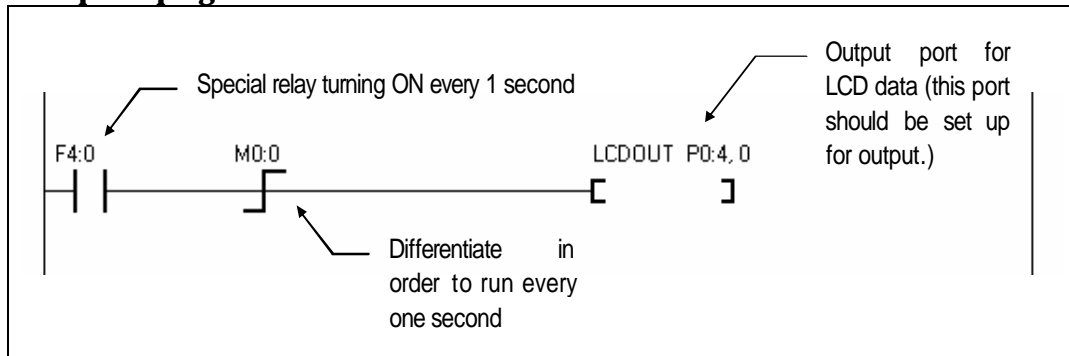 Special relay turning ON every 1 second
Output port for
LCD data (this port
should be set up
for output.)
F4:0
M0:0
LCDOUT P0:4, 0
Differentiate in
order to run every
one second